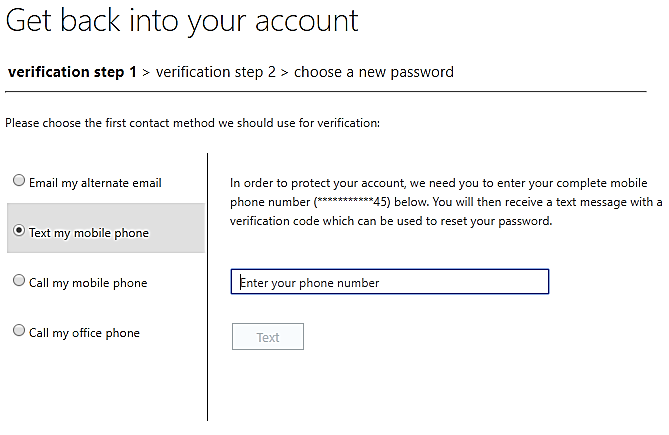 Get back into your account
verification step 1 > verification step 2 > choose a new password
Please choose the first contact method we should use for verification:
Email my alternate email
Text my mobile phone
Call my mobile phone
Call my office phone
In order to protect your account, we need you to enter your complete mobile
phone number (***********45) below. You will then receive a text message with a
verification code which can be used to reset your password.
Enter your phone number
Text